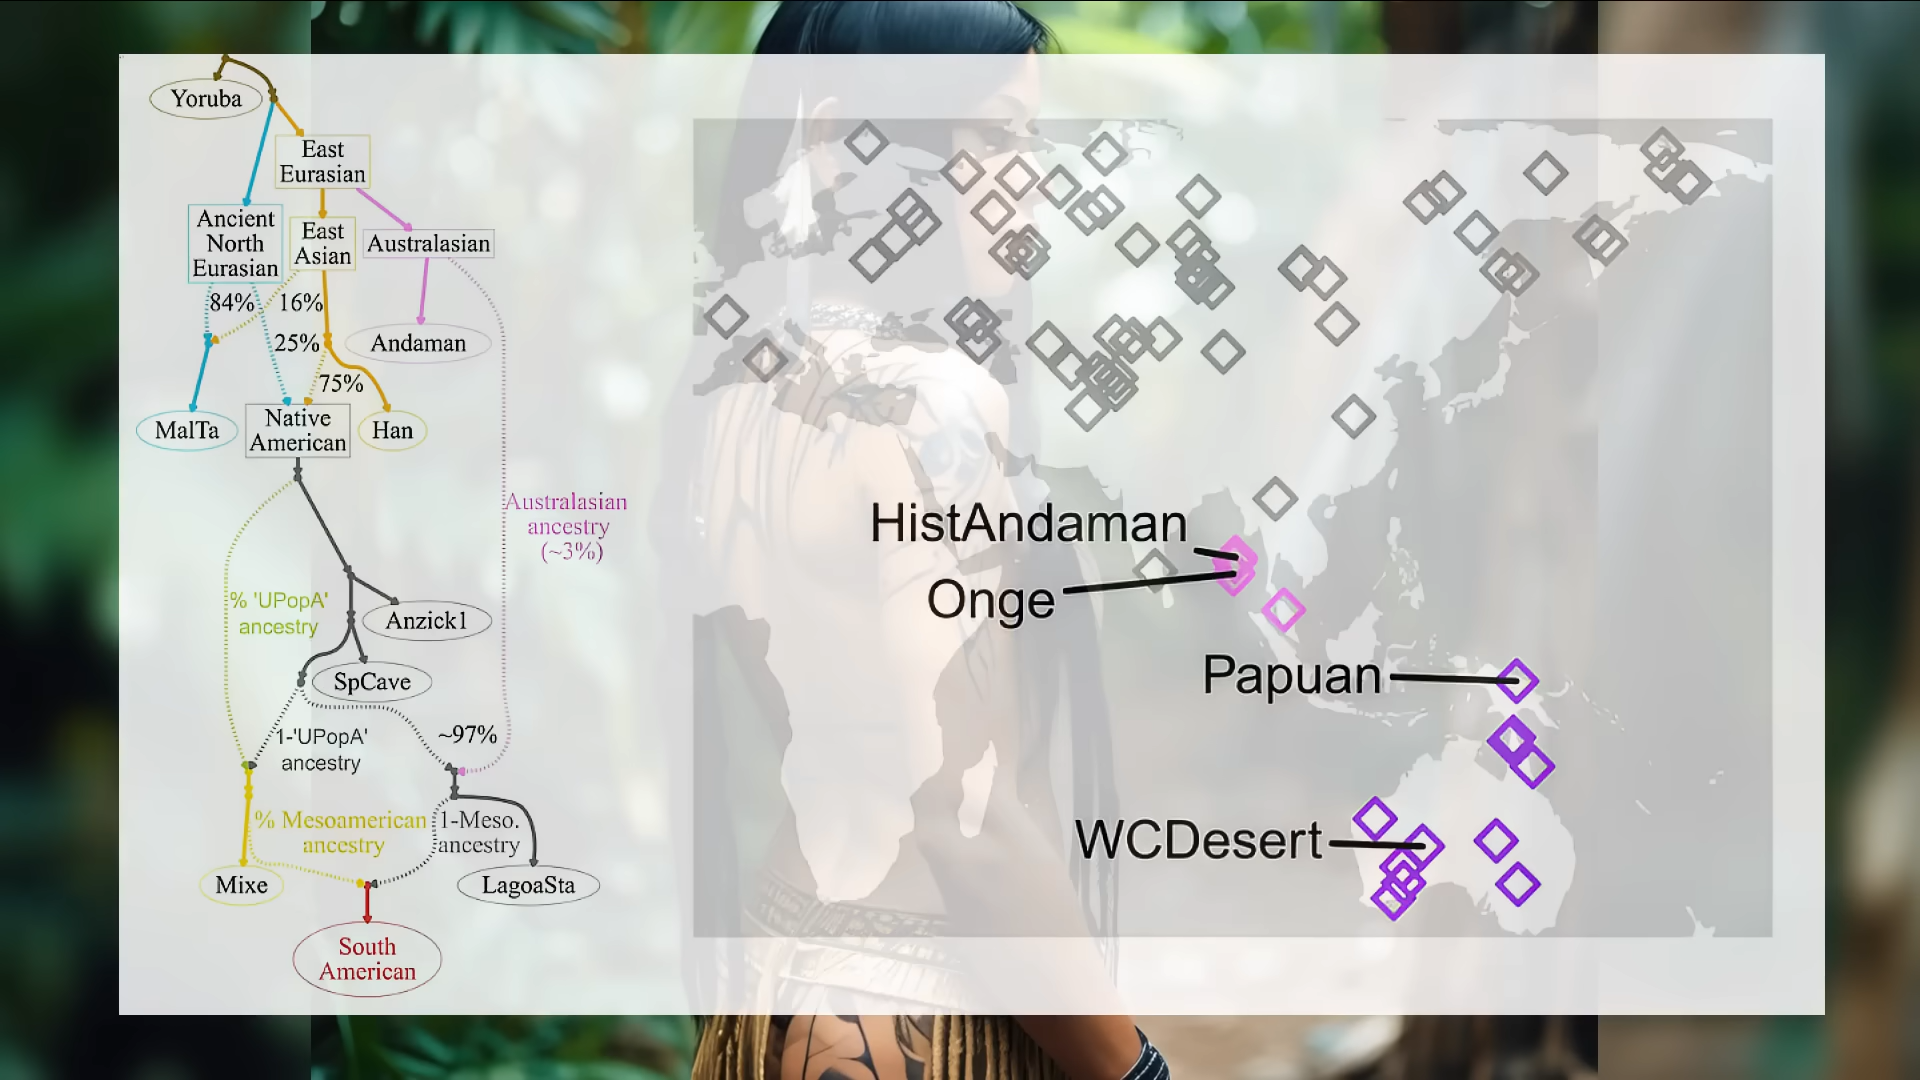 Yoruba
East
Eurasian
Ancient
North
Eurasian
East
Asian
Australasian
84%
16%
25%
Andaman
75%
MalTa
Native
American
Han
Australasian
ancestry
(~3%)
% 'UPopA'
ancestry
Anzick1
SpCave
1-'UPopA'
ancestry
~97%
% Mesoamerican
ancestry
1-Meso.
ancestry
Mixe
LagoaSta
South
American
HistAndaman
Onge
Papuan
WCDesert